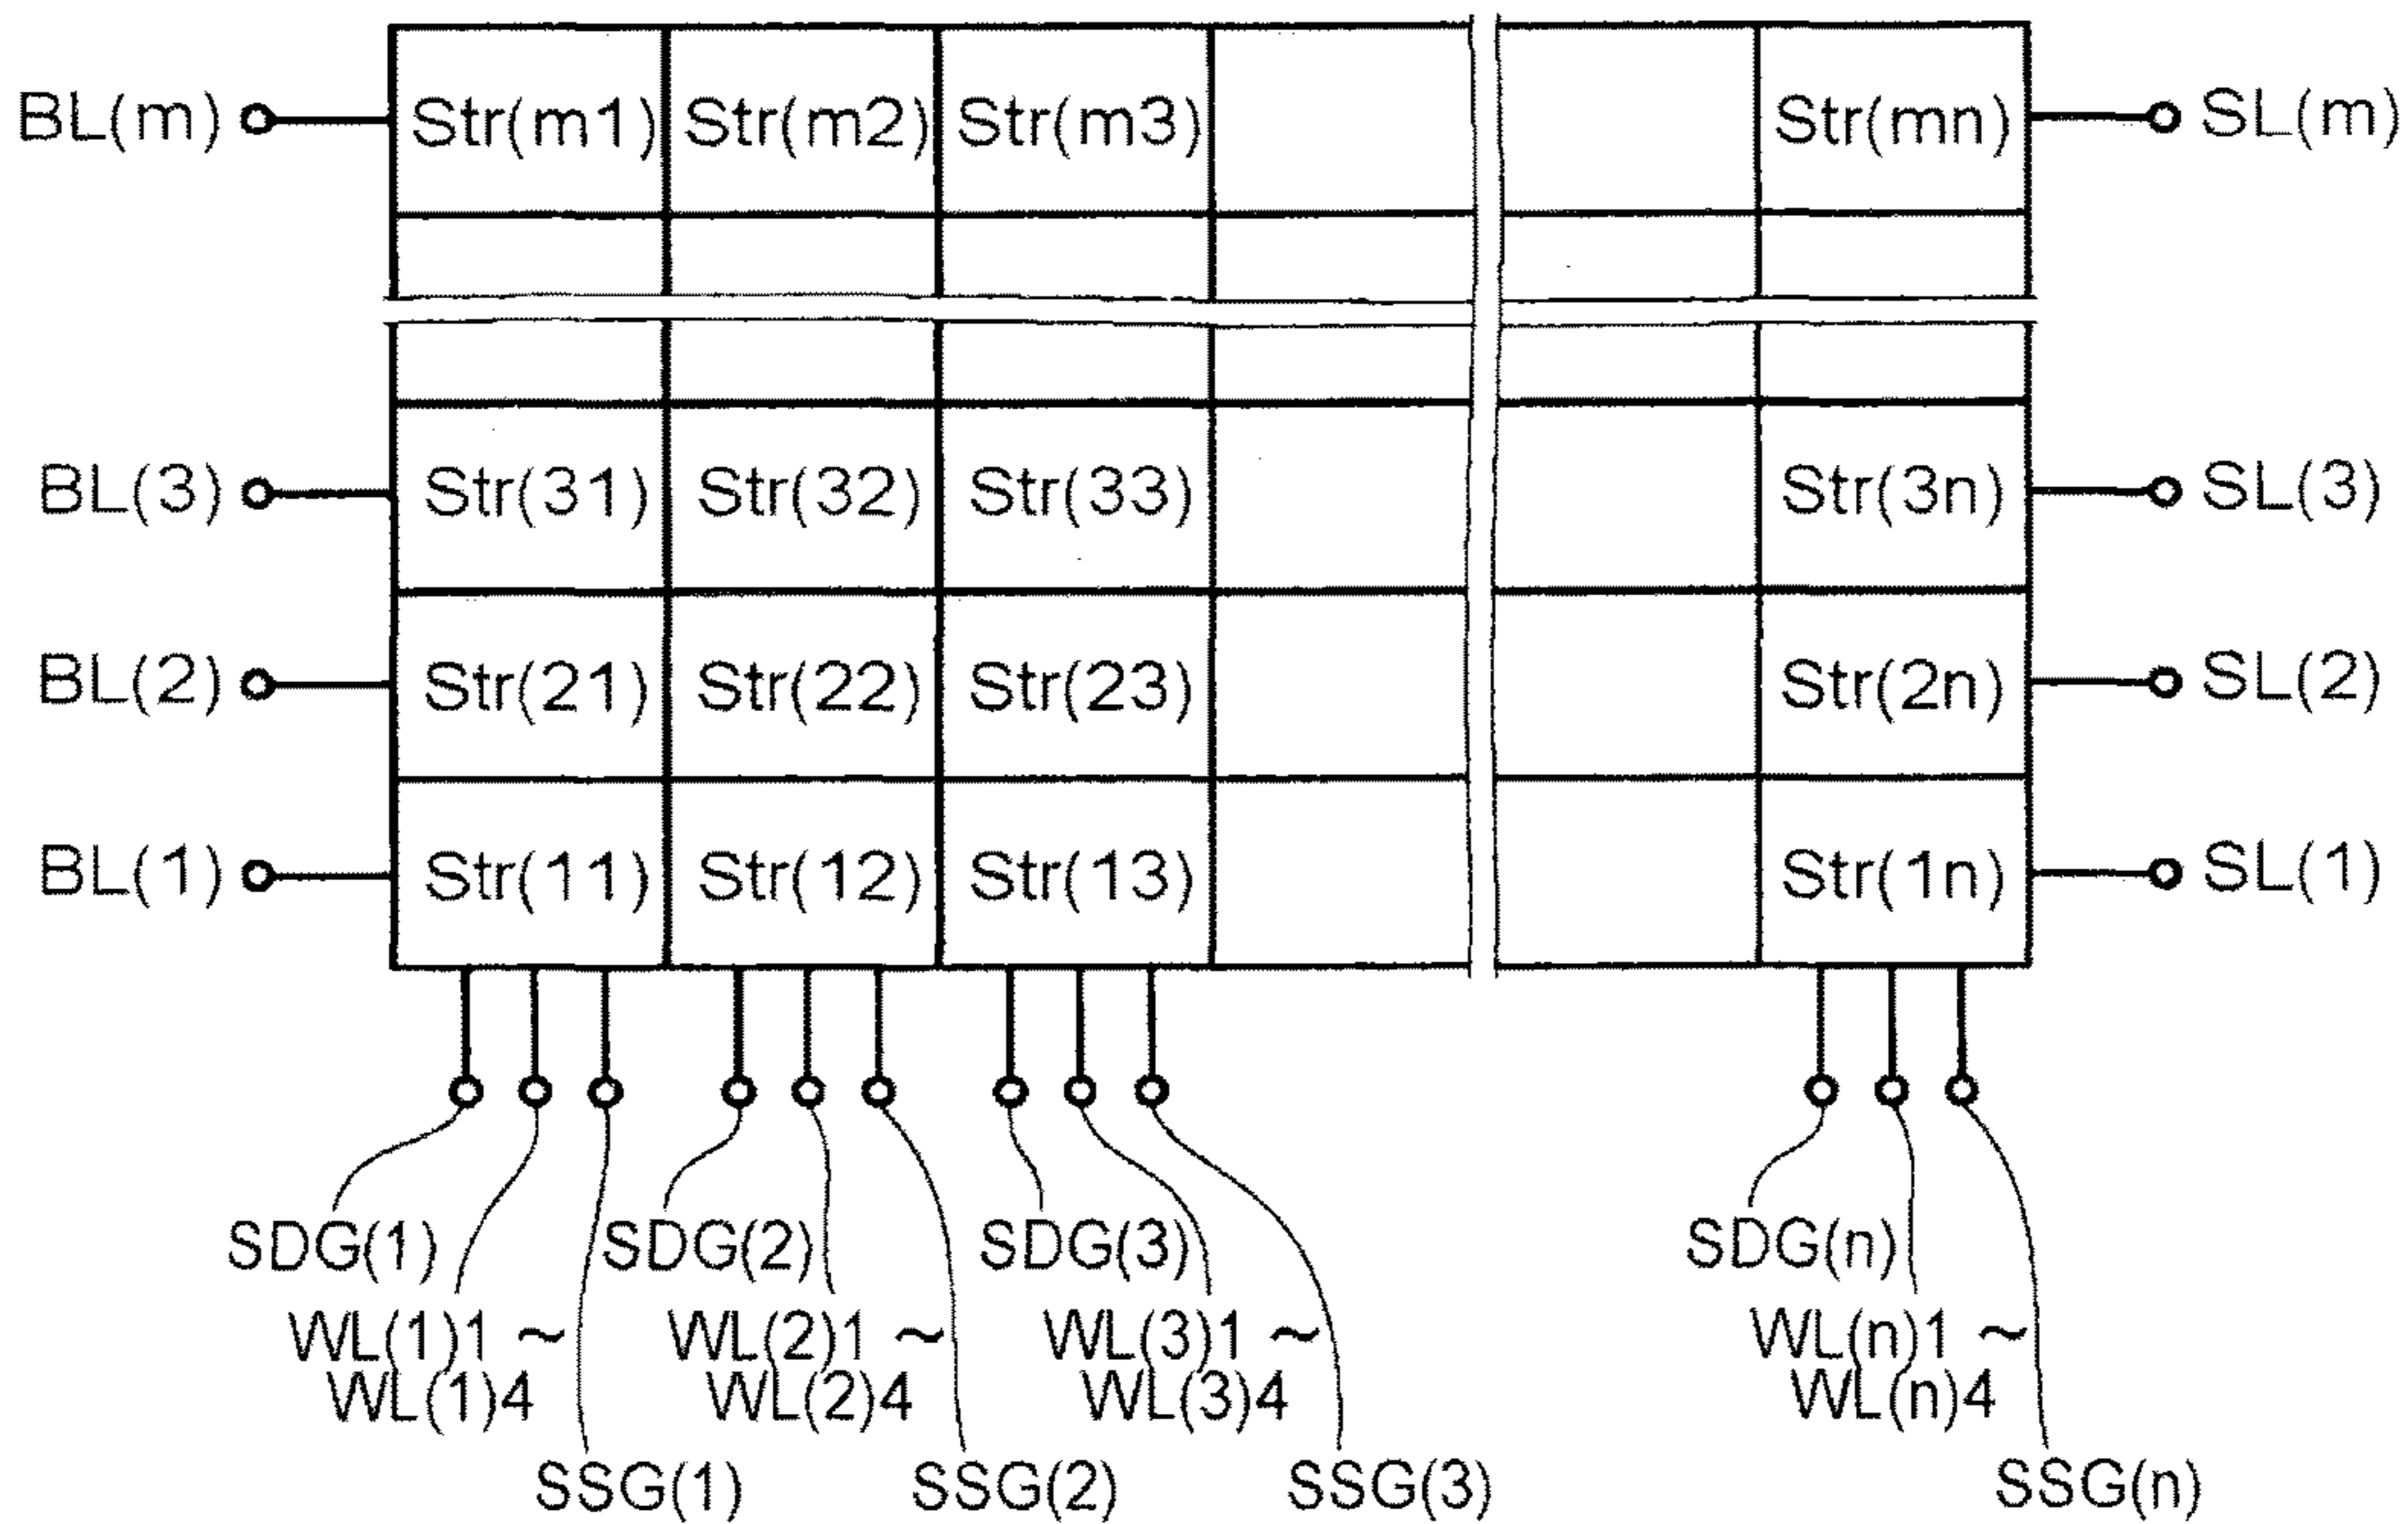 BL(m) Str(m1) Str(m2) Str(m3) Str(mn) SL(m)
BL(3) Str(31) Str(32) Str(33) Str(3n) SL(3)
BL(2) Str(21) Str(22) Str(23) Str(2n) SL(2)
BL(1) Str(11) Str(12) Str(13) Str(1n) SL(1)
SDG(1) SDG(2) SDG(3) SDG(n)
WL(1)1 ~ WL(2)1 ~ WL(3)1 ~ WL(n)1 ~
WL(1)4 WL(2)4 WL(3)4 WL(n)4
SSG(1) SSG(2) SSG(3) SSG(n)